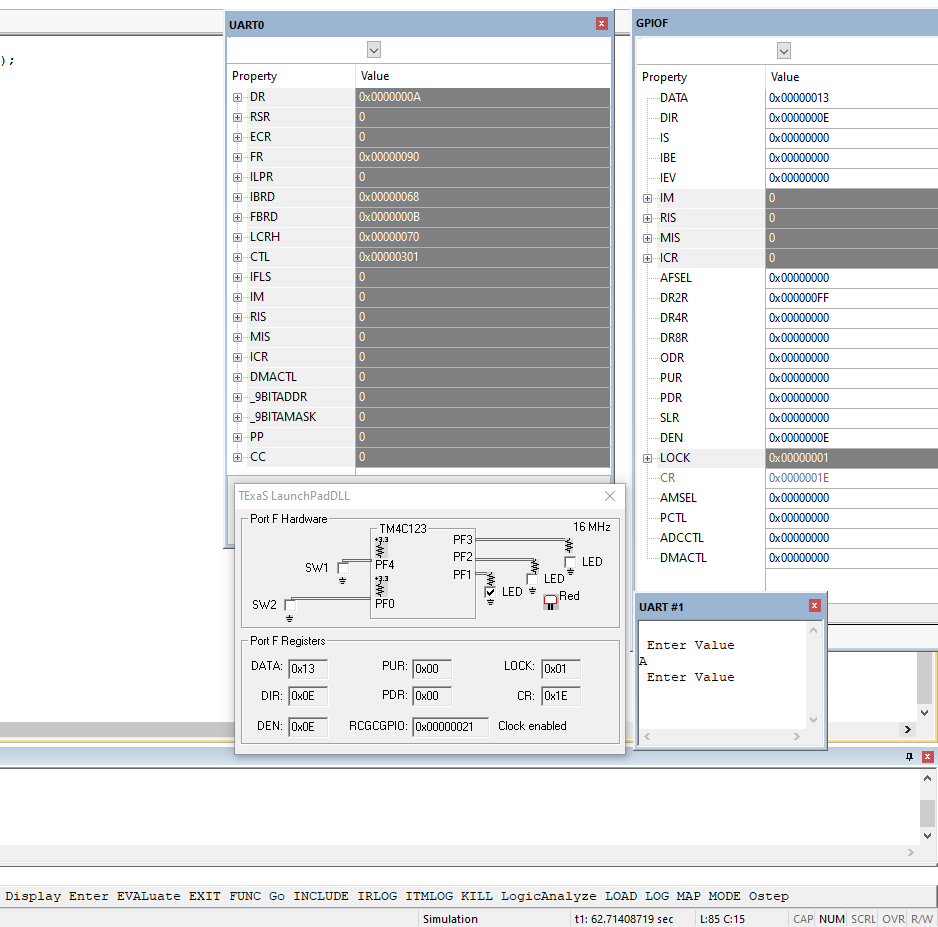 );
UART0
Property Value
DR 0x0000000A
RSR 0
ECR 0
FR 0x00000090
ILPR 0
IBRD 0x00000068
FBRD 0x0000000B
LCRH 0x00000070
CTL 0x00000301
IFLS 0
IM 0
RIS 0
MIS 0
ICR 0
DMACTL 0
_9BITADDR 0
_9BITAMASK 0
PP 0
CC 0
GPIOF
Property Value
DATA 0x00000013
DIR 0x0000000E
IS 0x00000000
IBE 0x00000000
IEV 0x00000000
IM 0
RIS 0
MIS 0
ICR 0
AFSEL 0x00000000
DR2R 0x000000FF
DR4R 0x00000000
DR8R 0x00000000
ODR 0x00000000
PUR 0x00000000
PDR 0x00000000
SLR 0x00000000
DEN 0x0000000E
LOCK 0x00000001
CR 0x0000001E
AMSEL 0x00000000
PCTL 0x00000000
ADCCTL 0x00000000
DMACTL 0x00000000
TExaS LaunchPadDLL
Port F Hardware
TM4C123
16 MHz
+3.3
PF3
PF2
PF1
SW1
PF4
+3.3
SW2
PF0
LED
LED
LED
Red
Port F Registers
DATA: 0x13 PUR: 0x00 LOCK: 0x01
DIR: 0x0E PDR: 0x00 CR: 0x1E
DEN: 0x0E RCGCGPIO: 0x00000021 Clock enabled
UART #1
Enter Value
A
Enter Value
Display Enter EVALuate EXIT FUNC Go INCLUDE IRLOG ITMLOG KILL LogicAnalyze LOAD LOG MAP MODE Ostep
Simulation t1: 62.71408719 sec L:85 C:15 CAP NUM SCRL OVR R/W